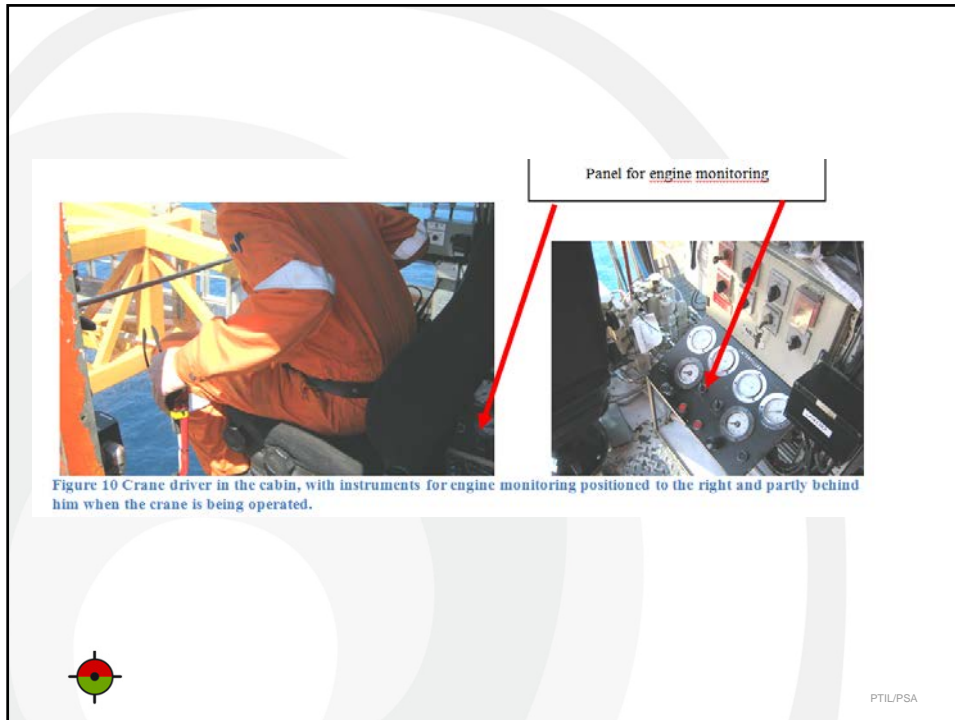 Panel for engine monitoring
Figure 10 Crane driver in the cabin, with instruments for engine monitoring positioned to the right and partly behind
him when the crane is being operated.
PTIL/PSA